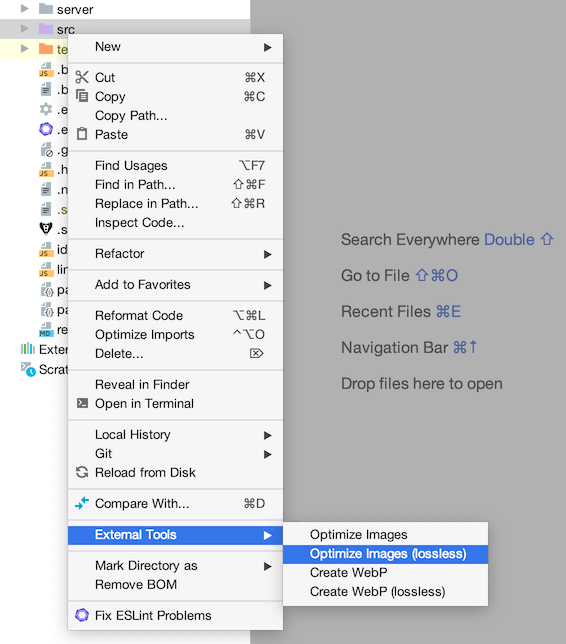 server
src
te
.b
.b
.e
.e
.g
.h
.n
.s
.s
id
lin
pa
pa
re
Exter
Scrat
New
Cut ⌘X
Copy ⌘C
Copy Path...
Paste ⌘V
Find Usages ⌥F7
Find in Path... ⇧⌘F
Replace in Path... ⇧⌘R
Inspect Code...
Refactor
Add to Favorites
Reformat Code ⌥⌘L
Optimize Imports ^⌥O
Delete... ⌦
Reveal in Finder
Open in Terminal
Local History
Git
Reload from Disk
Compare With... ⌘D
External Tools
Mark Directory as
Remove BOM
Fix ESLint Problems
Optimize Images
Optimize Images (lossless)
Create WebP
Create WebP (lossless)
Search Everywhere Double ⇧
Go to File ⇧⌘O
Recent Files ⌘E
Navigation Bar ⌘↑
Drop files here to open